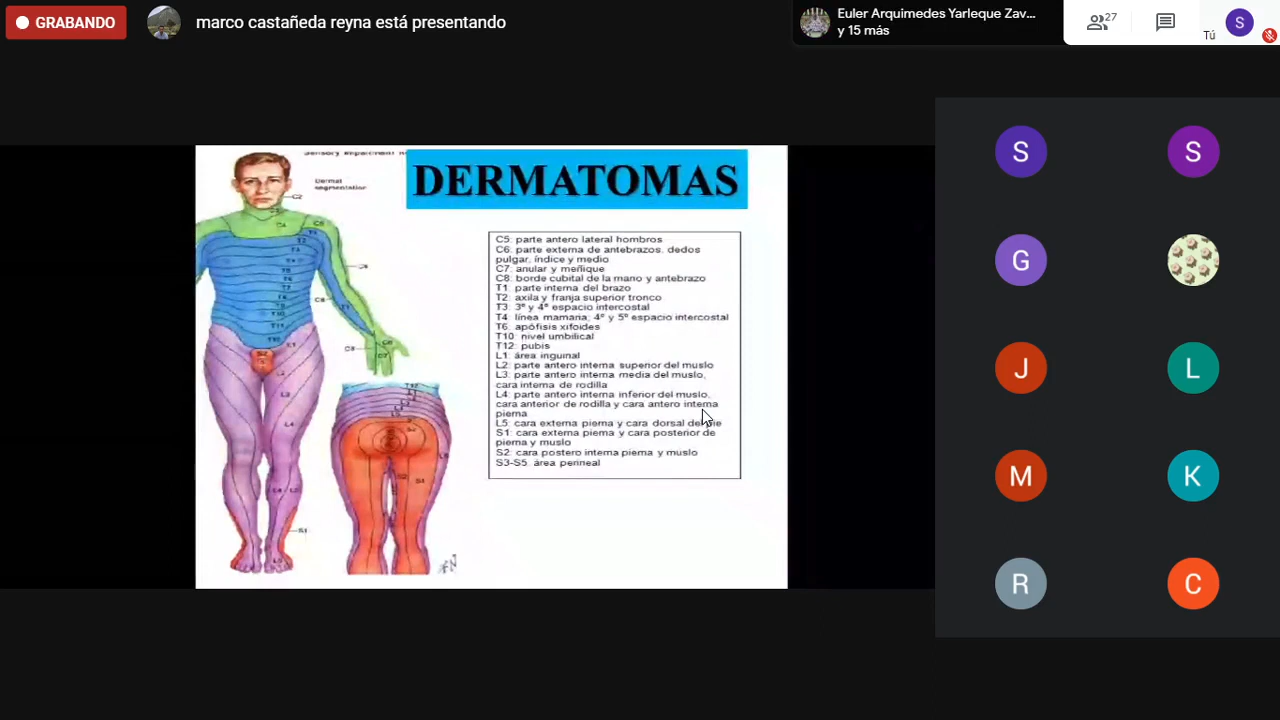 GRABANDO
marco castañeda reyna está presentando
Euler Arquimedes Yarleque Zav...
y 15 más
27
S
Tú
S
S
G
J
L
M
K
R
C
DERMATOMAS
Dermat
segmentation
C2
C3
C4
C5: parte antero lateral hombros
C6: parte externa de antebrazos. dedos
pulgar, índice y medio
C7: anular y meñique
C8: borde cubital de la mano y antebrazo
T1: parte interna del brazo
T2: axila y franja superior tronco
T3: 3º y 4º espacio intercostal
T4: línea mamaria; 4º y 5º espacio intercostal
T6: apófisis xifoides
T10: nivel umbilical
T12: pubis
L1: área inguinal
L2: parte antero interna superior del muslo
L3: parte antero interna media del muslo,
cara interna de rodilla
L4: parte antero interna inferior del muslo,
cara anterior de rodilla y cara antero interna
pierna
L5: cara externa pierna y cara dorsal
S1: cara externa pierna y cara posterior de
pierna y muslo
S2: cara postero interna pierna y muslo
S3-S5: área perineal